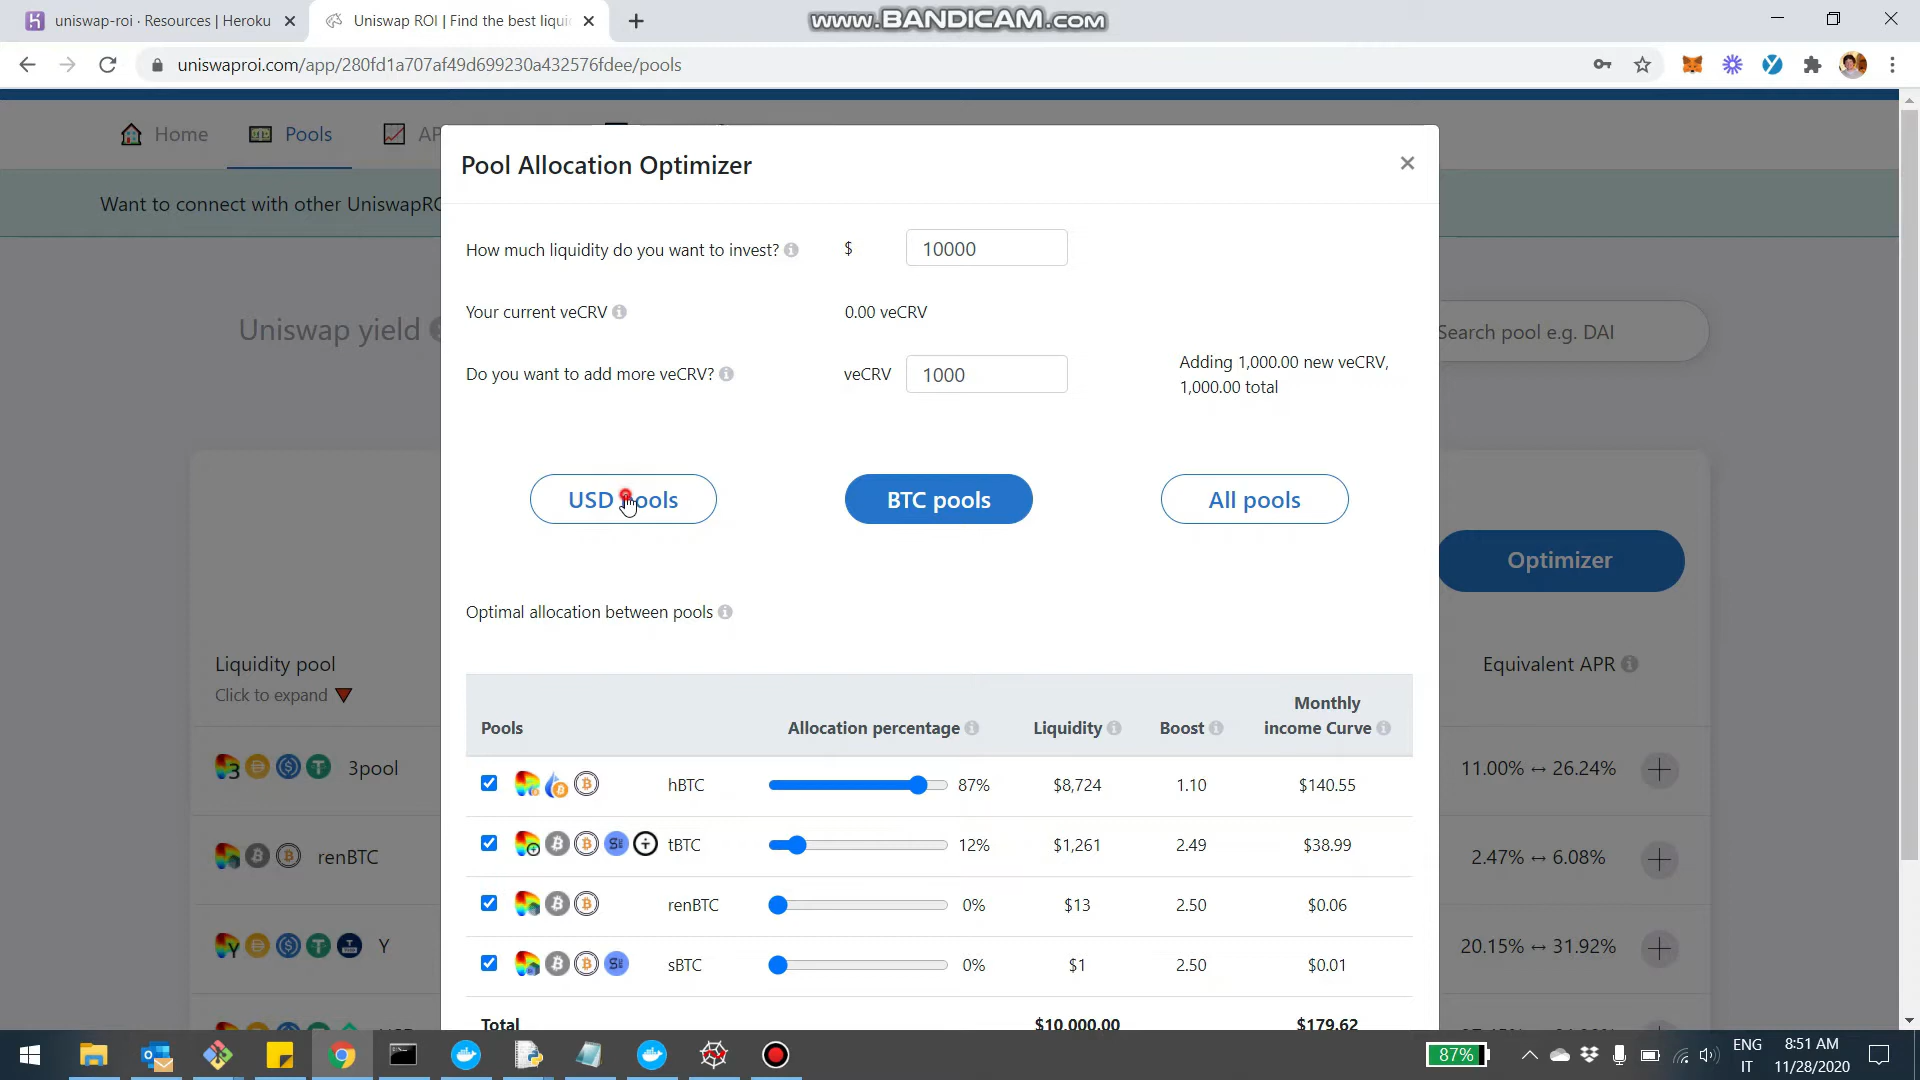 uniswap-roi · Resources | Heroku
Uniswap ROI | Find the best liqui
www.BANDICAM.com
uniswaproi.com/app/280fd1a707af49d699230a432576fdee/pools
Home
Pools
AP
Want to connect with other UniswapRO
Pool Allocation Optimizer
How much liquidity do you want to invest?
$
10000
Your current veCRV
0.00 veCRV
Do you want to add more veCRV?
veCRV
1000
Adding 1,000.00 new veCRV,
1,000.00 total
Uniswap yield
Search pool e.g. DAI
USD pools
BTC pools
All pools
Optimizer
Optimal allocation between pools
Liquidity pool
Click to expand
Equivalent APR
Pools
Allocation percentage
Liquidity
Boost
Monthly
income Curve
hBTC
87%
$8,724
1.10
$140.55
tBTC
12%
$1,261
2.49
$38.99
renBTC
0%
$13
2.50
$0.06
sBTC
0%
$1
2.50
$0.01
Total
$10,000.00
$179.62
3pool
11.00% ↔ 26.24%
renBTC
2.47% ↔ 6.08%
Y
20.15% ↔ 31.92%
87%
ENG
IT
8:51 AM
11/28/2020